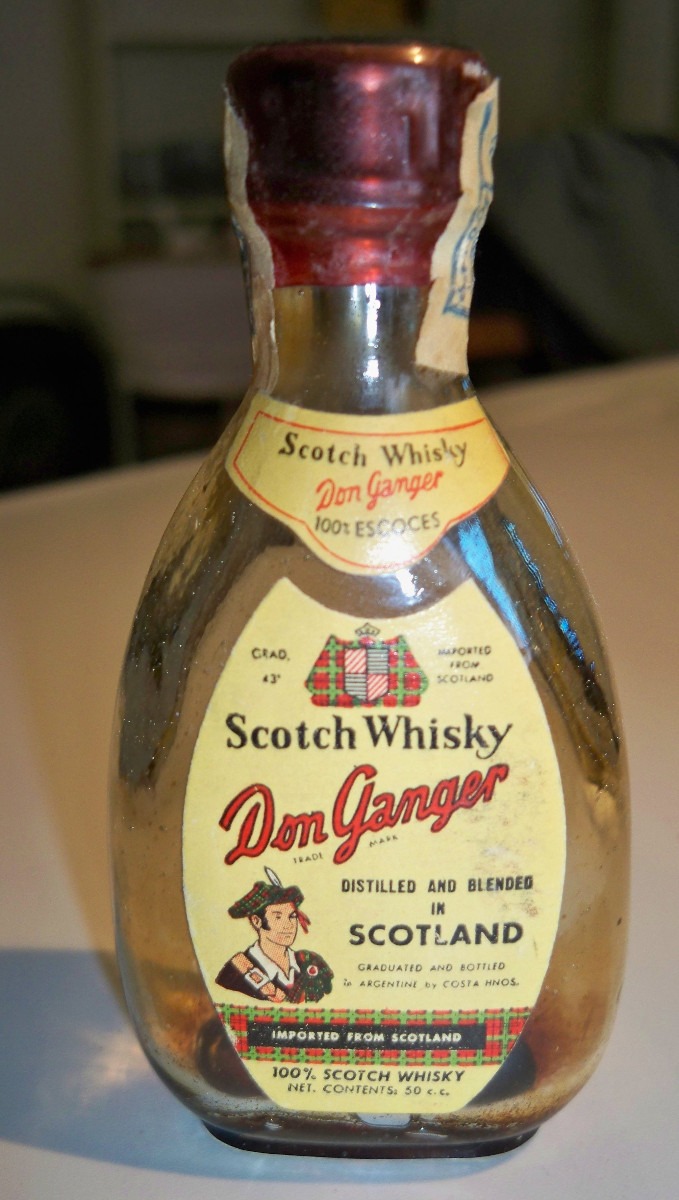 Scotch Whisky
Don Ganger
100% ESCOCES
GRAD.
43°
IMPORTED
FROM
SCOTLAND
Scotch Whisky
Don Ganger
TRADE MARK
DISTILLED AND BLENDED
IN
SCOTLAND
GRADUATED AND BOTTLED
in ARGENTINE by COSTA HNOS.
IMPORTED FROM SCOTLAND
100% SCOTCH WHISKY
NET. CONTENTS: 50 c.c.